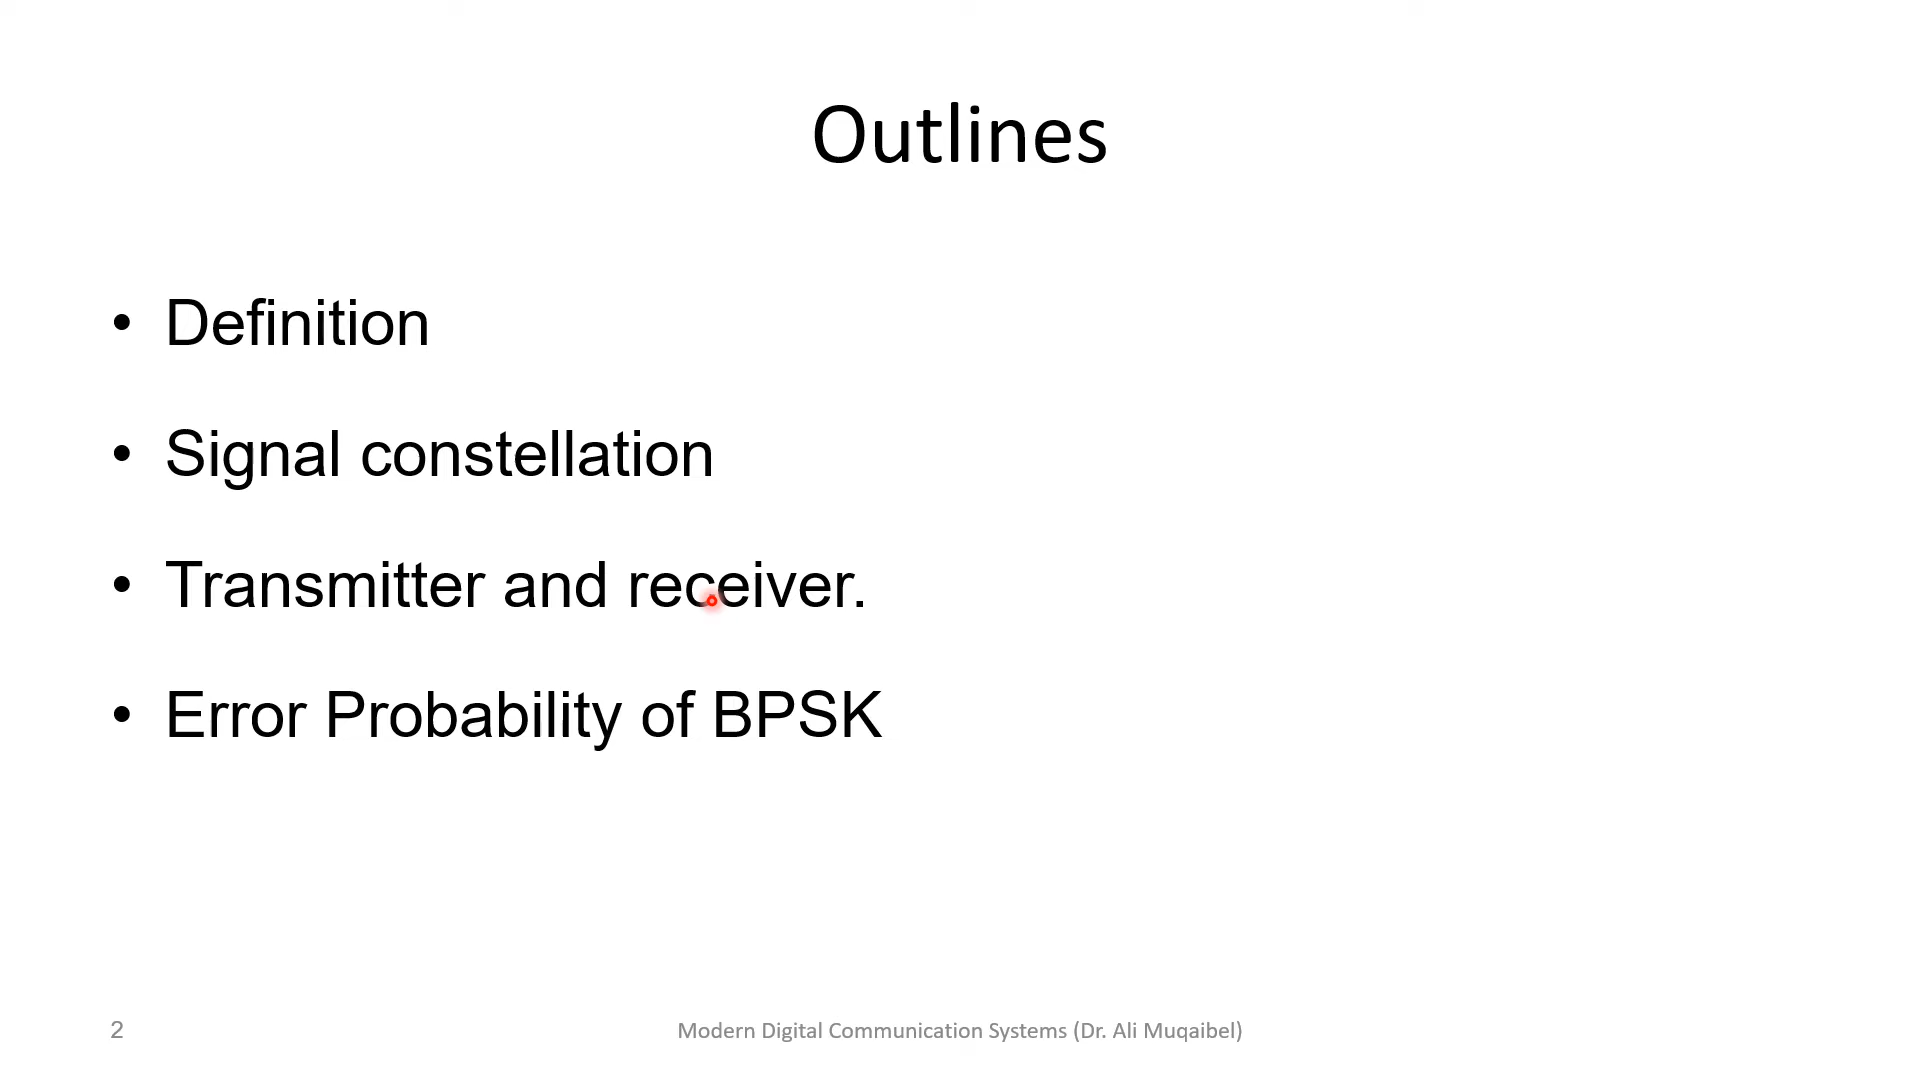 Outlines
• Definition
• Signal constellation
• Transmitter and receiver.
• Error Probability of BPSK
2
Modern Digital Communication Systems (Dr. Ali Muqaibel)